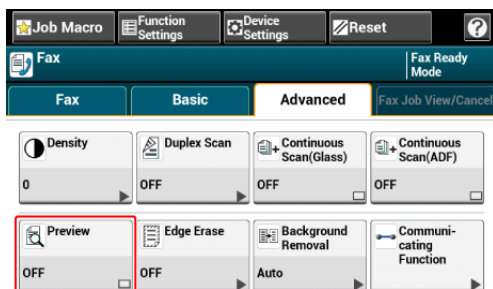 Job Macro Function Settings Device Settings Reset ?
Fax
Fax Ready Mode
Fax Basic Advanced Fax Job View/Cancel
Density
0
Duplex Scan
OFF
Continuous
Scan(Glass)
OFF
Continuous
Scan(ADF)
OFF
Preview
OFF
Edge Erase
OFF
Background
Removal
Auto
Communi-
cating
Function